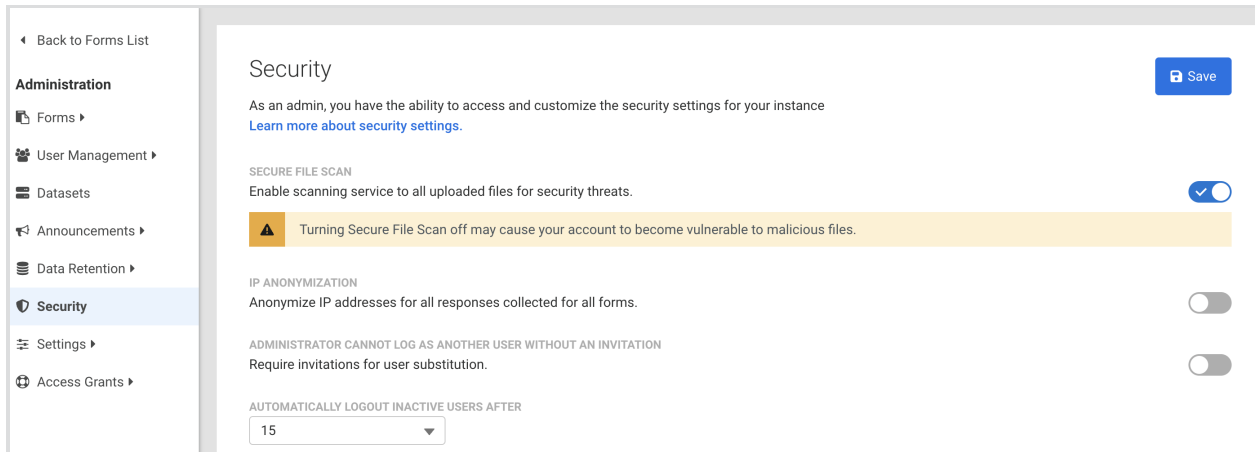 Back to Forms List
Administration
Forms
User Management
Datasets
Announcements
Data Retention
Security
Settings
Access Grants
Security
Save
As an admin, you have the ability to access and customize the security settings for your instance
Learn more about security settings.
SECURE FILE SCAN
Enable scanning service to all uploaded files for security threats.
Turning Secure File Scan off may cause your account to become vulnerable to malicious files.
IP ANONYMIZATION
Anonymize IP addresses for all responses collected for all forms.
ADMINISTRATOR CANNOT LOG AS ANOTHER USER WITHOUT AN INVITATION
Require invitations for user substitution.
AUTOMATICALLY LOGOUT INACTIVE USERS AFTER
15